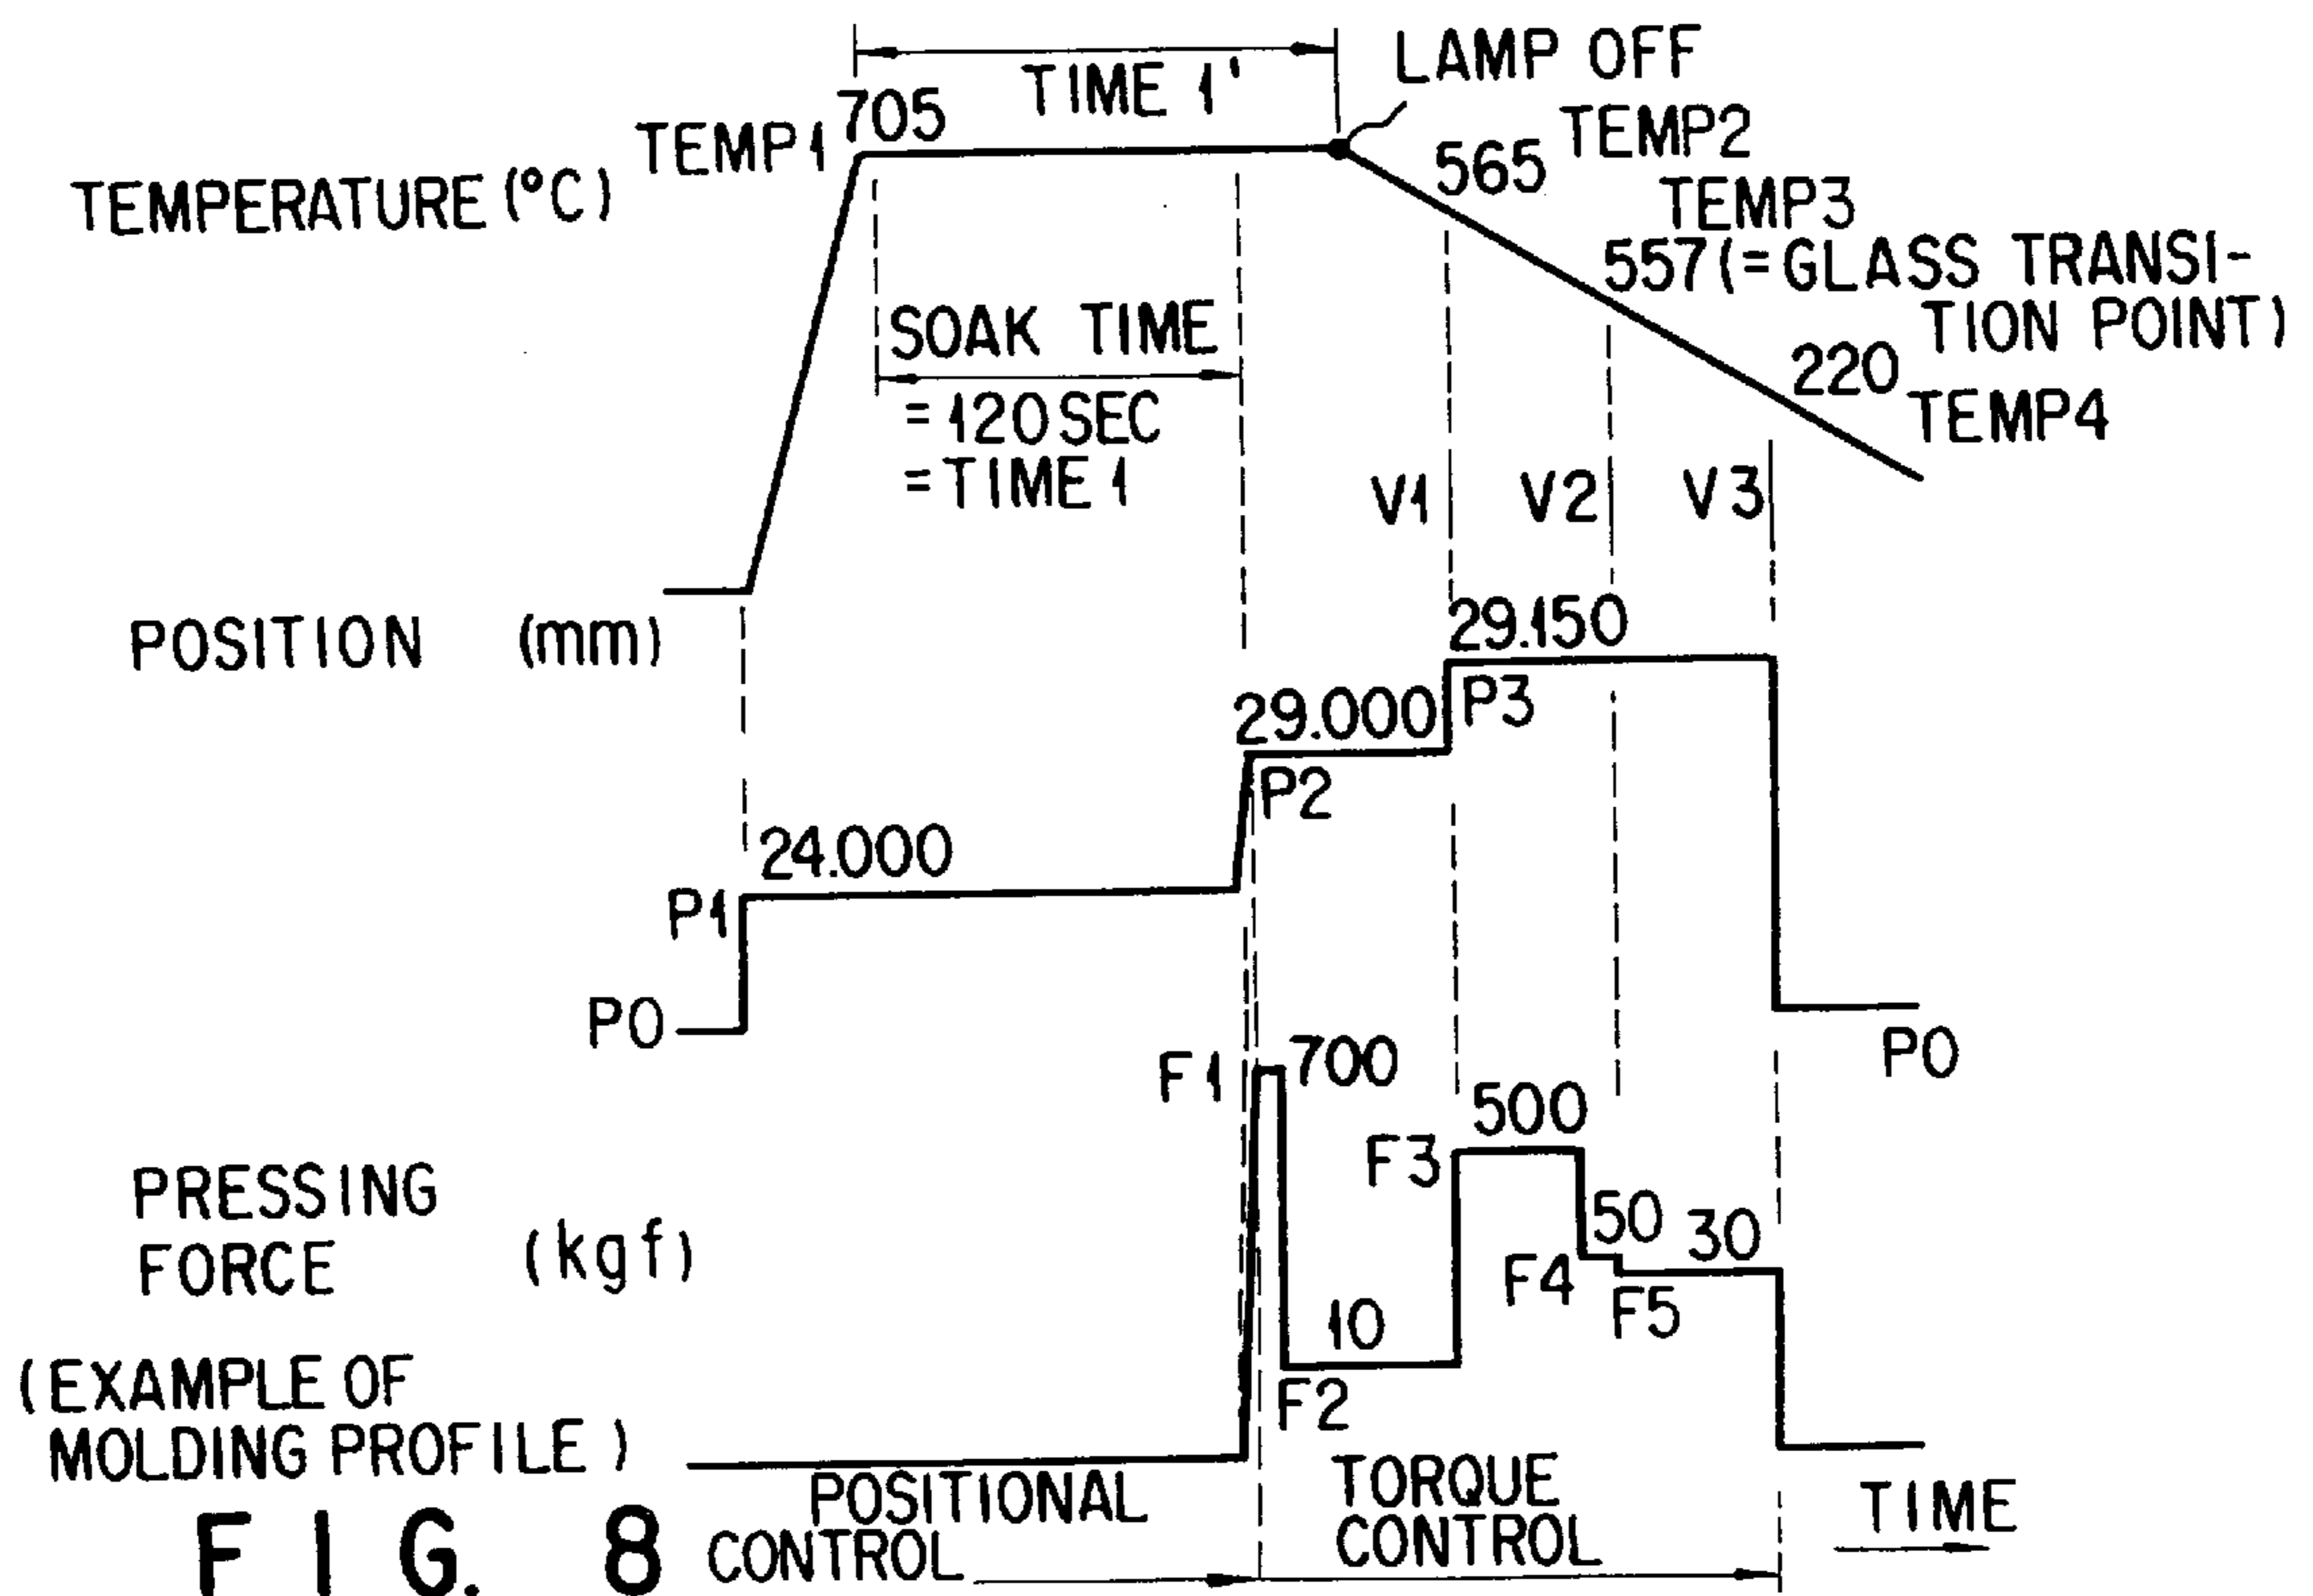 LAMP OFF
TIME 1'
705
TEMP1
TEMP2
565
TEMPERATURE (°C)
TEMP3
557 (=GLASS TRANSI-
TION POINT)
SOAK TIME
=120SEC
=TIME1
220
TEMP4
V1 V2 V3
POSITION (mm)
29.150
P3
29.000
P2
24.000
P1
P0
P0
F1
700
500
F3
PRESSING
FORCE (kgf)
50
30
F4
F5
10
F2
(EXAMPLE OF
MOLDING PROFILE)
POSITIONAL
CONTROL
TORQUE
CONTROL
TIME
FIG. 8